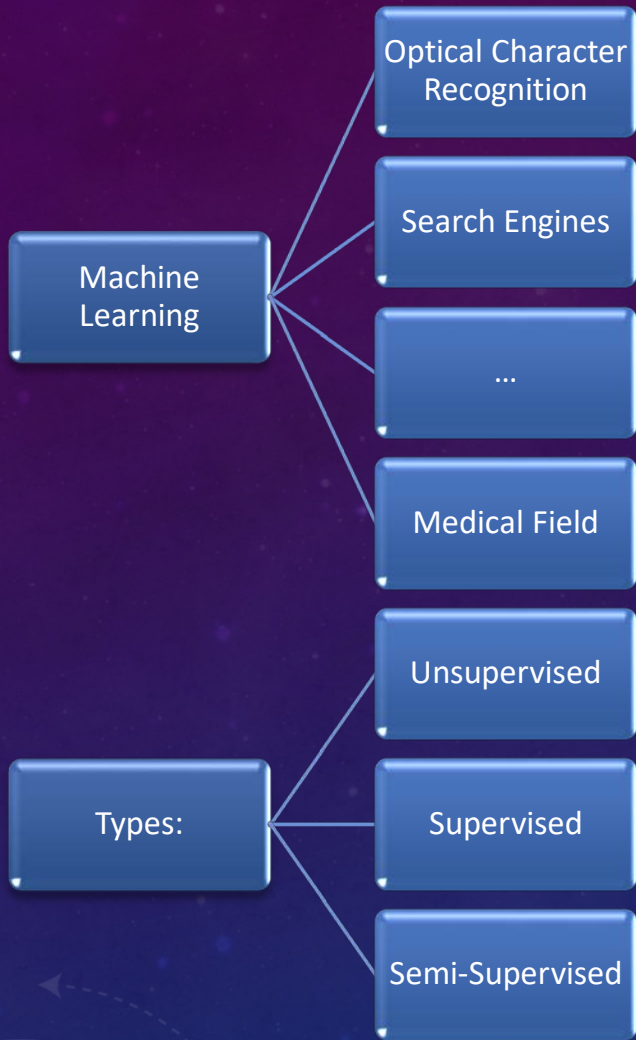 Machine
Learning
Optical Character
Recognition
Search Engines
...
Medical Field
Types:
Unsupervised
Supervised
Semi-Supervised